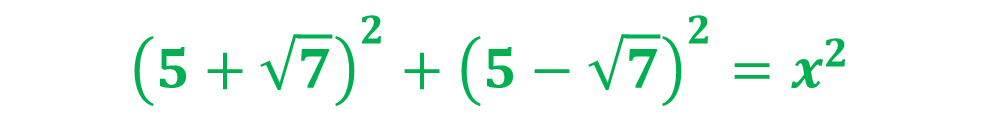 (5 + √7)² + (5 − √7)² = x²